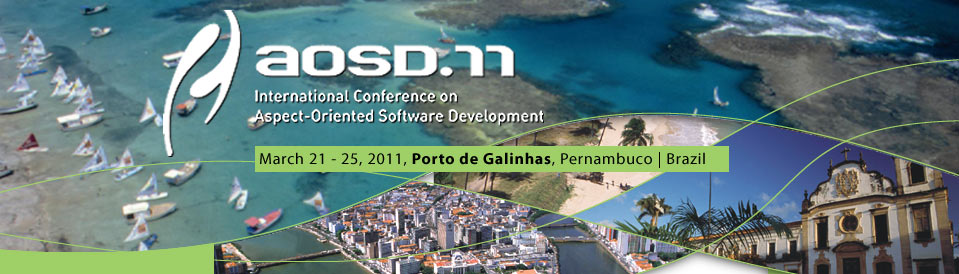 AOSD.11
International Conference on
Aspect-Oriented Software Development
March 21 - 25, 2011, Porto de Galinhas, Pernambuco | Brazil